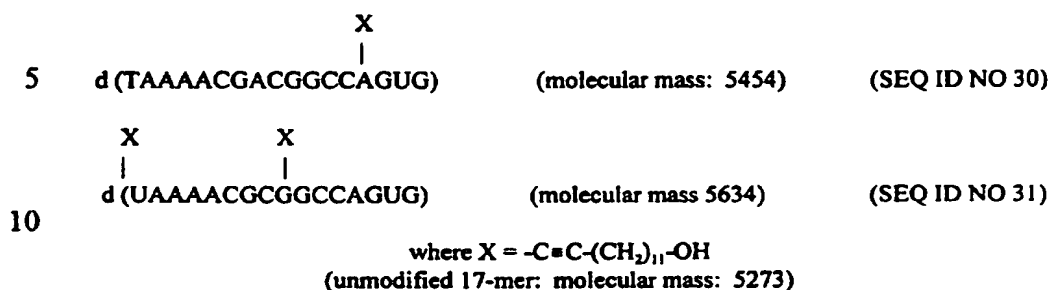 X
5 d (TAAAACGACGGCCAGUG) (molecular mass: 5454) (SEQ ID NO 30)
X X
d (UAAAACGCGGCCAGUG) (molecular mass 5634) (SEQ ID NO 31)
10
where X = -C≡C-(CH₂)₁₁-OH
(unmodified 17-mer: molecular mass: 5273)